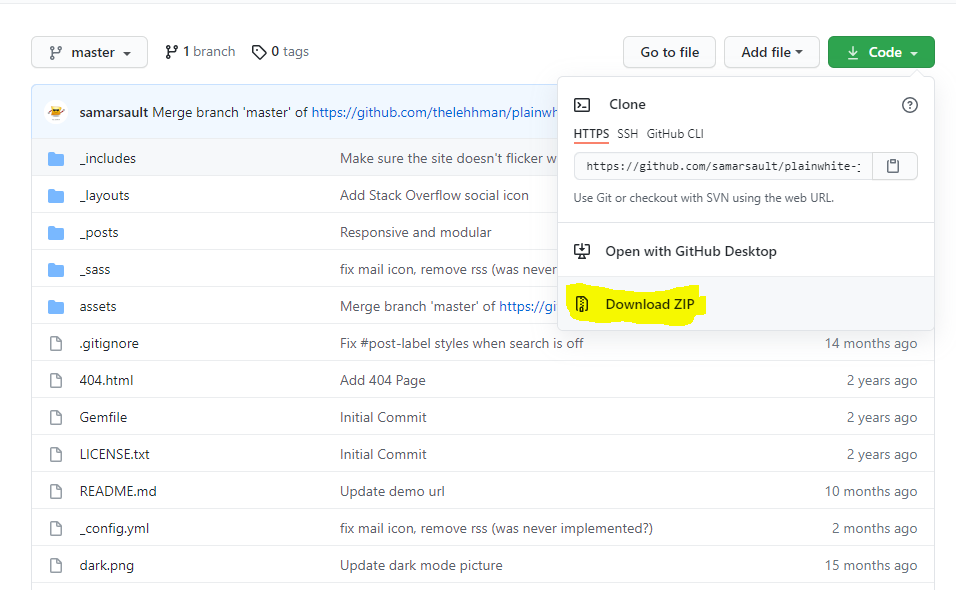 master 1 branch 0 tags Go to file Add file Code
samarsault Merge branch 'master' of https://github.com/thelehhman/plainwh
Clone
HTTPS SSH GitHub CLI
https://github.com/samarsault/plainwhite-
Use Git or checkout with SVN using the web URL.
Open with GitHub Desktop
Download ZIP
_includes Make sure the site doesn't flicker w
_layouts Add Stack Overflow social icon
_posts Responsive and modular
_sass fix mail icon, remove rss (was never
assets Merge branch 'master' of https://gi
.gitignore Fix #post-label styles when search is off 14 months ago
404.html Add 404 Page 2 years ago
Gemfile Initial Commit 2 years ago
LICENSE.txt Initial Commit 2 years ago
README.md Update demo url 10 months ago
_config.yml fix mail icon, remove rss (was never implemented?) 2 months ago
dark.png Update dark mode picture 15 months ago